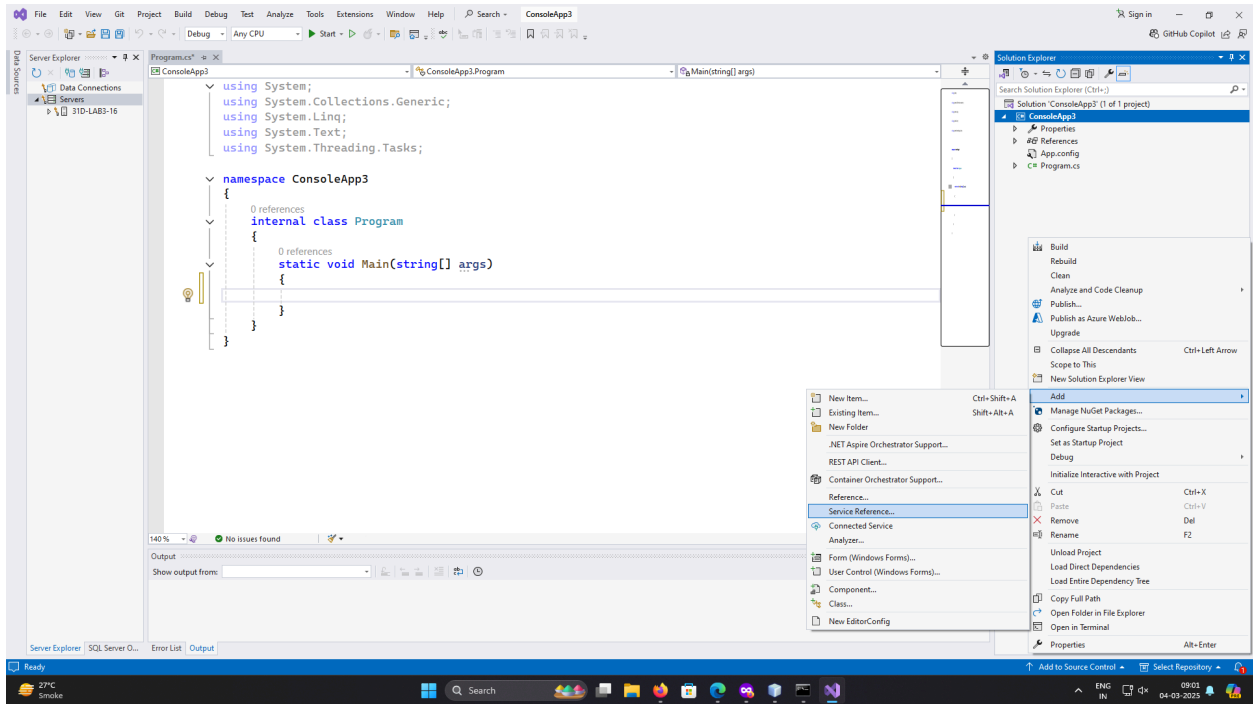 File Edit View Git Project Build Debug Test Analyze Tools Extensions Window Help Search ConsoleApp3 Sign in
Debug Any CPU Start GitHub Copilot
Data Sources
Server Explorer
Data Connections
Servers
31D-LAB3-16
Program.cs*
ConsoleApp3 ConsoleApp3.Program Main(string[] args)
using System;
using System.Collections.Generic;
using System.Linq;
using System.Text;
using System.Threading.Tasks;
namespace ConsoleApp3
{
0 references
internal class Program
{
0 references
static void Main(string[] args)
{
}
}
}
140 % No issues found
Output
Show output from:
Server Explorer SQL Server O... Error List Output
Solution Explorer
Search Solution Explorer (Ctrl+;)
Solution 'ConsoleApp3' (1 of 1 project)
ConsoleApp3
Properties
References
App.config
C# Program.cs
Build
Rebuild
Clean
Analyze and Code Cleanup
Publish...
Publish as Azure WebJob...
Upgrade
Collapse All Descendants Ctrl+Left Arrow
Scope to This
New Solution Explorer View
Add
Manage NuGet Packages...
Configure Startup Projects...
Set as Startup Project
Debug
Initialize Interactive with Project
Cut Ctrl+X
Paste Ctrl+V
Remove Del
Rename F2
Unload Project
Load Direct Dependencies
Load Entire Dependency Tree
Copy Full Path
Open Folder in File Explorer
Open in Terminal
Properties Alt+Enter
New Item... Ctrl+Shift+A
Existing Item... Shift+Alt+A
New Folder
.NET Aspire Orchestrator Support...
REST API Client...
Container Orchestrator Support...
Reference...
Service Reference...
Connected Service
Analyzer...
Form (Windows Forms)...
User Control (Windows Forms)...
Component...
Class...
New EditorConfig
Ready Add to Source Control Select Repository
27°C
Smoke
Search
ENG
IN
09:01
04-03-2025